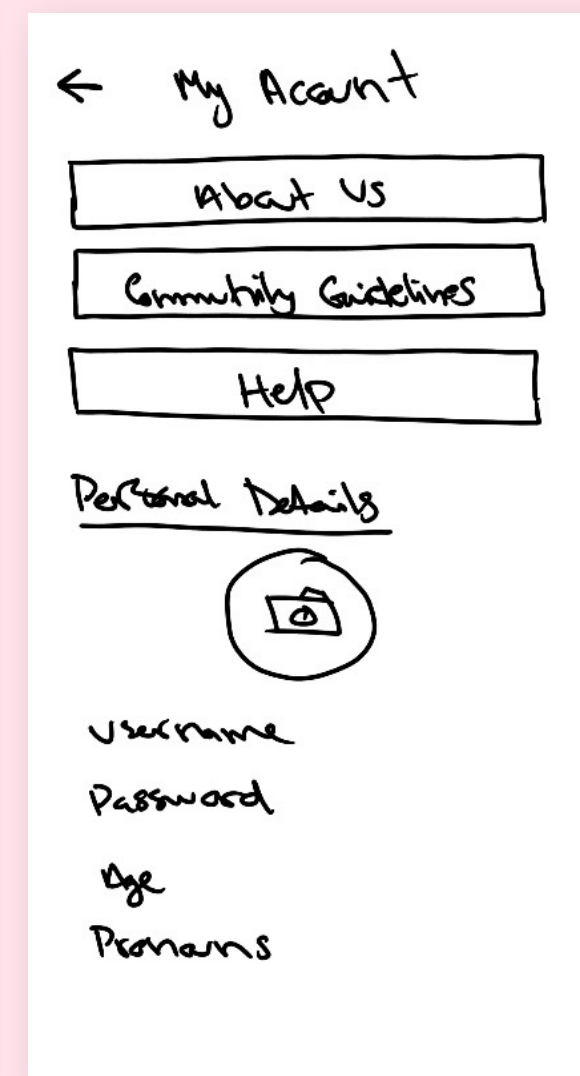 My Account
About Us
Community Guidelines
Help
Personal Details
Username
Password
Age
Pronouns